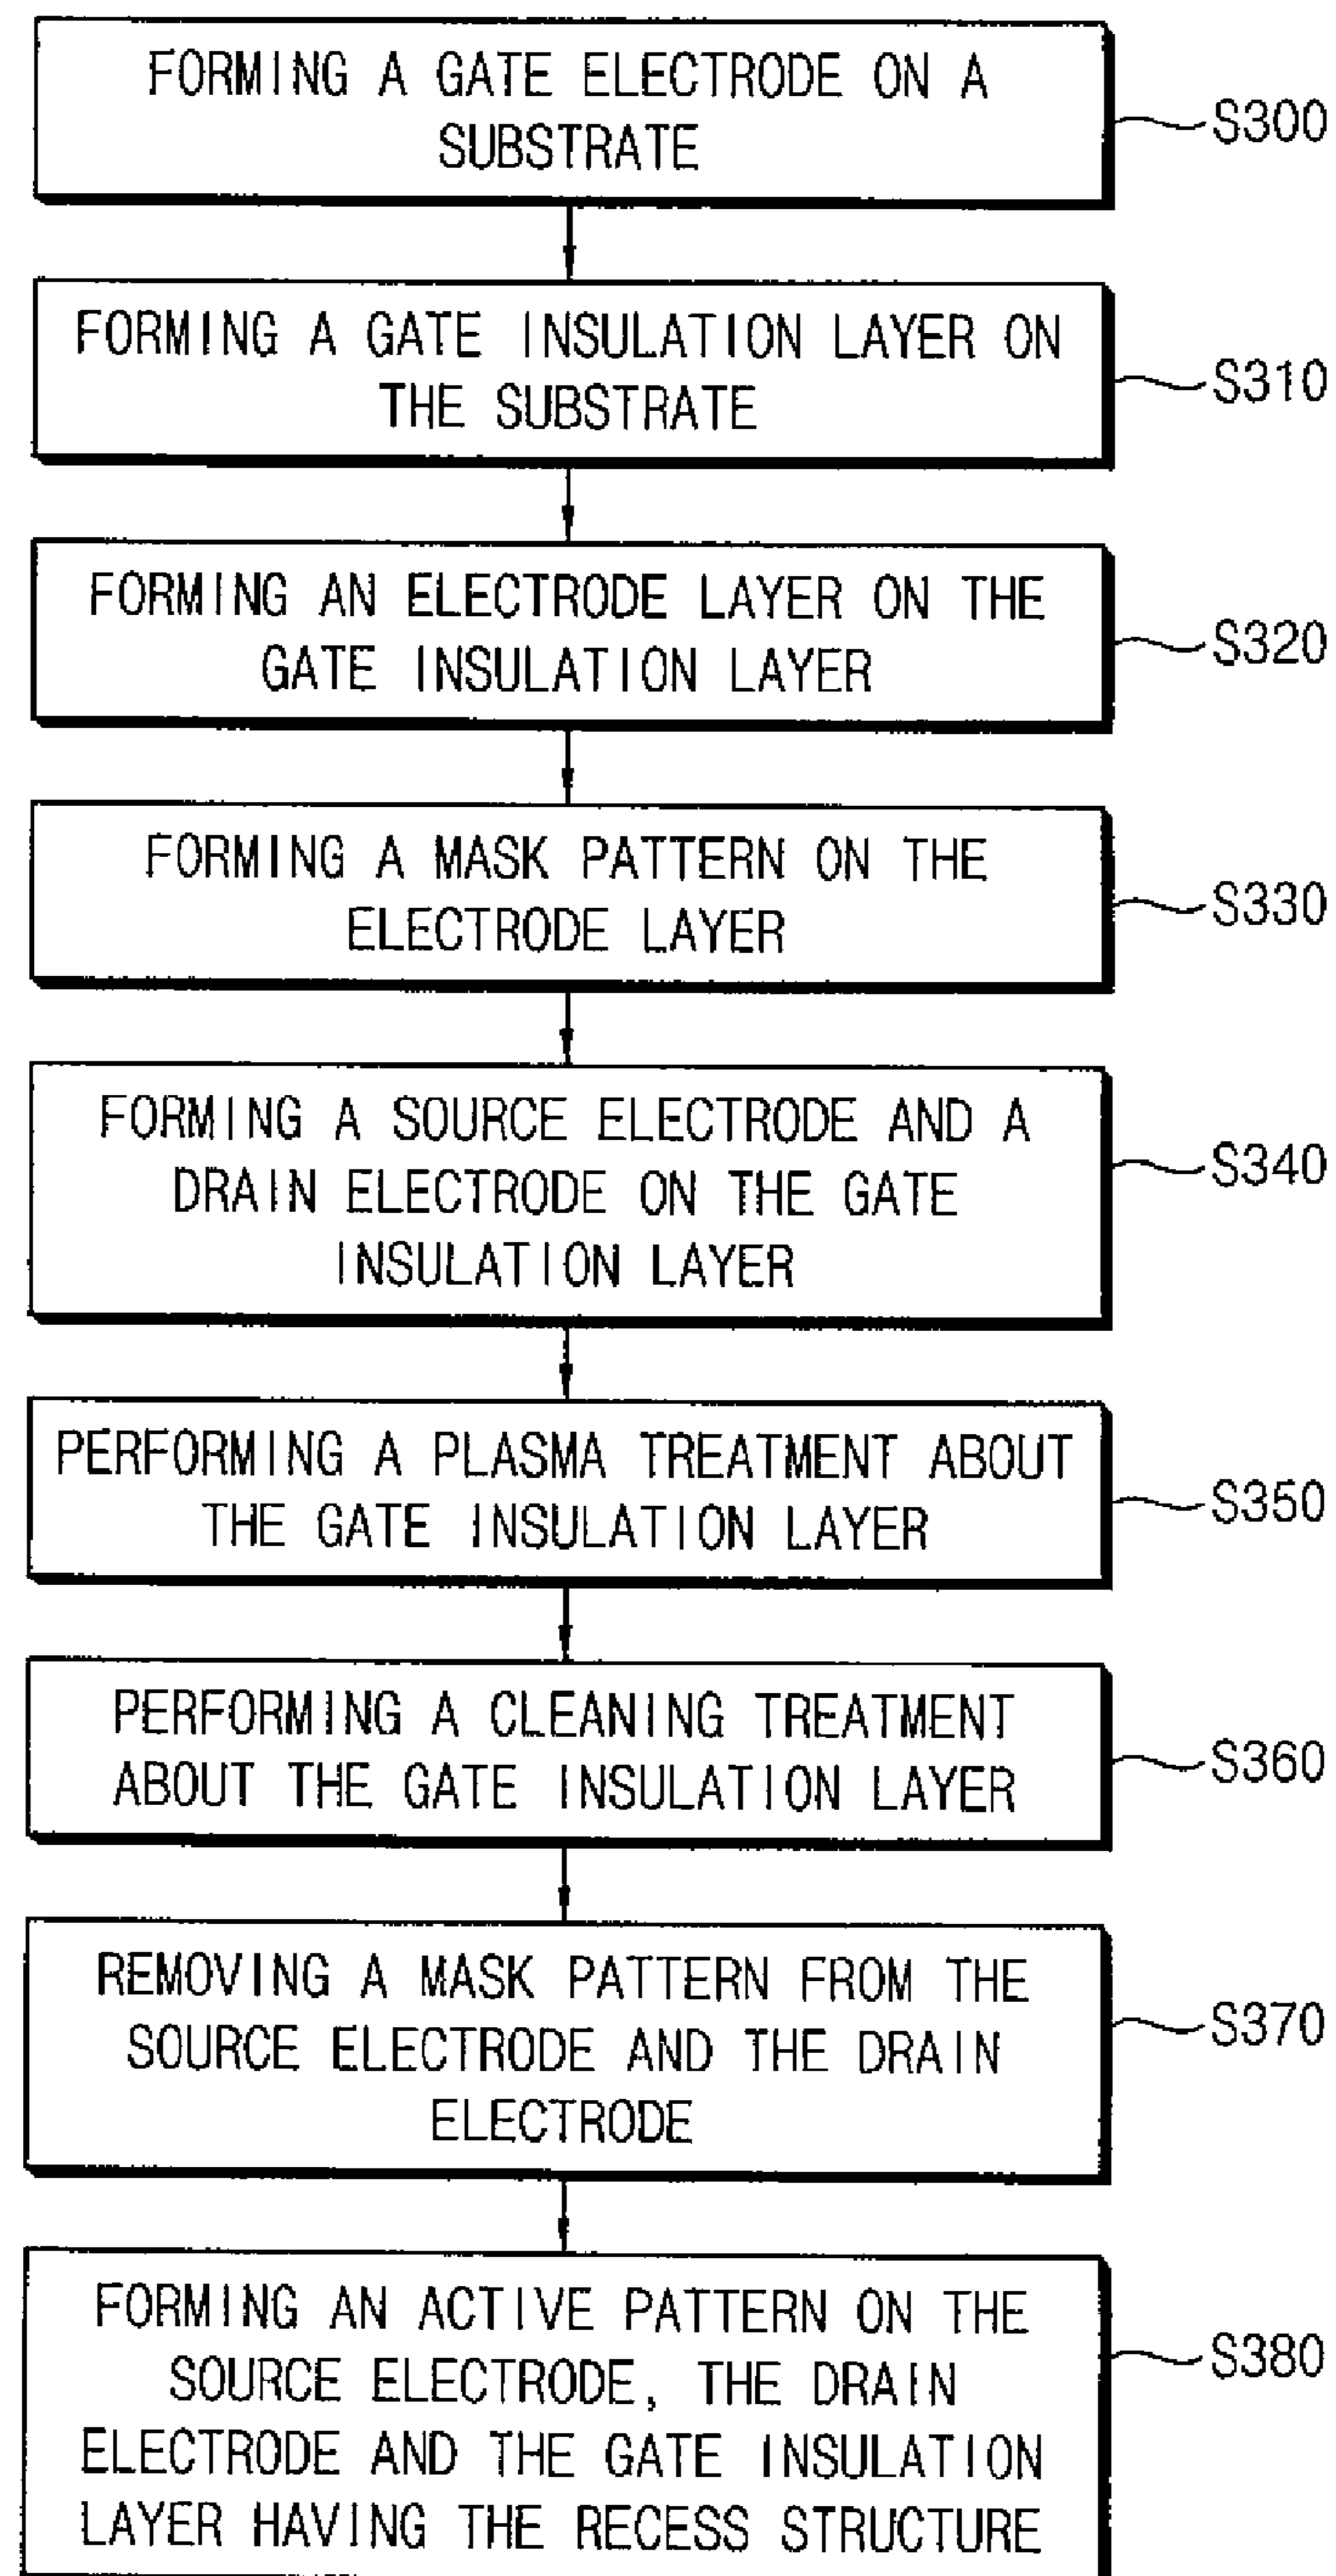 FORMING A GATE ELECTRODE ON A
SUBSTRATE
S300
FORMING A GATE INSULATION LAYER ON
THE SUBSTRATE
S310
FORMING AN ELECTRODE LAYER ON THE
GATE INSULATION LAYER
S320
FORMING A MASK PATTERN ON THE
ELECTRODE LAYER
S330
FORMING A SOURCE ELECTRODE AND A
DRAIN ELECTRODE ON THE GATE
INSULATION LAYER
S340
PERFORMING A PLASMA TREATMENT ABOUT
THE GATE INSULATION LAYER
S350
PERFORMING A CLEANING TREATMENT
ABOUT THE GATE INSULATION LAYER
S360
REMOVING A MASK PATTERN FROM THE
SOURCE ELECTRODE AND THE DRAIN
ELECTRODE
S370
FORMING AN ACTIVE PATTERN ON THE
SOURCE ELECTRODE, THE DRAIN
ELECTRODE AND THE GATE INSULATION
LAYER HAVING THE RECESS STRUCTURE
S380